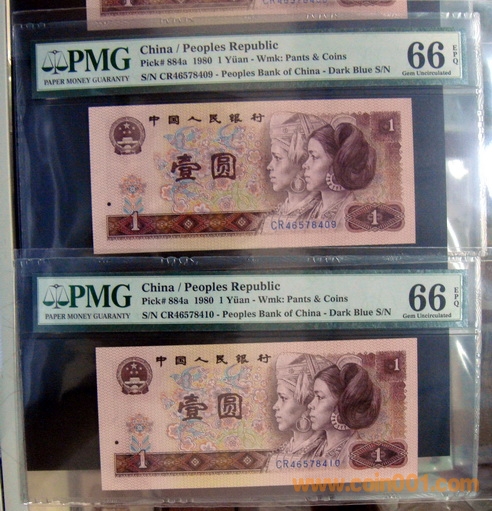 PMG
PAPER MONEY GUARANTY
China / Peoples Republic
Pick# 884a 1980 1 Yüan - Wmk: Pants & Coins
S/N CR46578409 - Peoples Bank of China - Dark Blue S/N
66 EPQ
Gem Uncirculated
中国人民银行
1
壹圆
CR46578409
1
1
PMG
PAPER MONEY GUARANTY
China / Peoples Republic
Pick# 884a 1980 1 Yüan - Wmk: Pants & Coins
S/N CR46578410 - Peoples Bank of China - Dark Blue S/N
66 EPQ
Gem Uncirculated
中国人民银行
1
壹圆
CR46578410
1
1
www.coin001.com